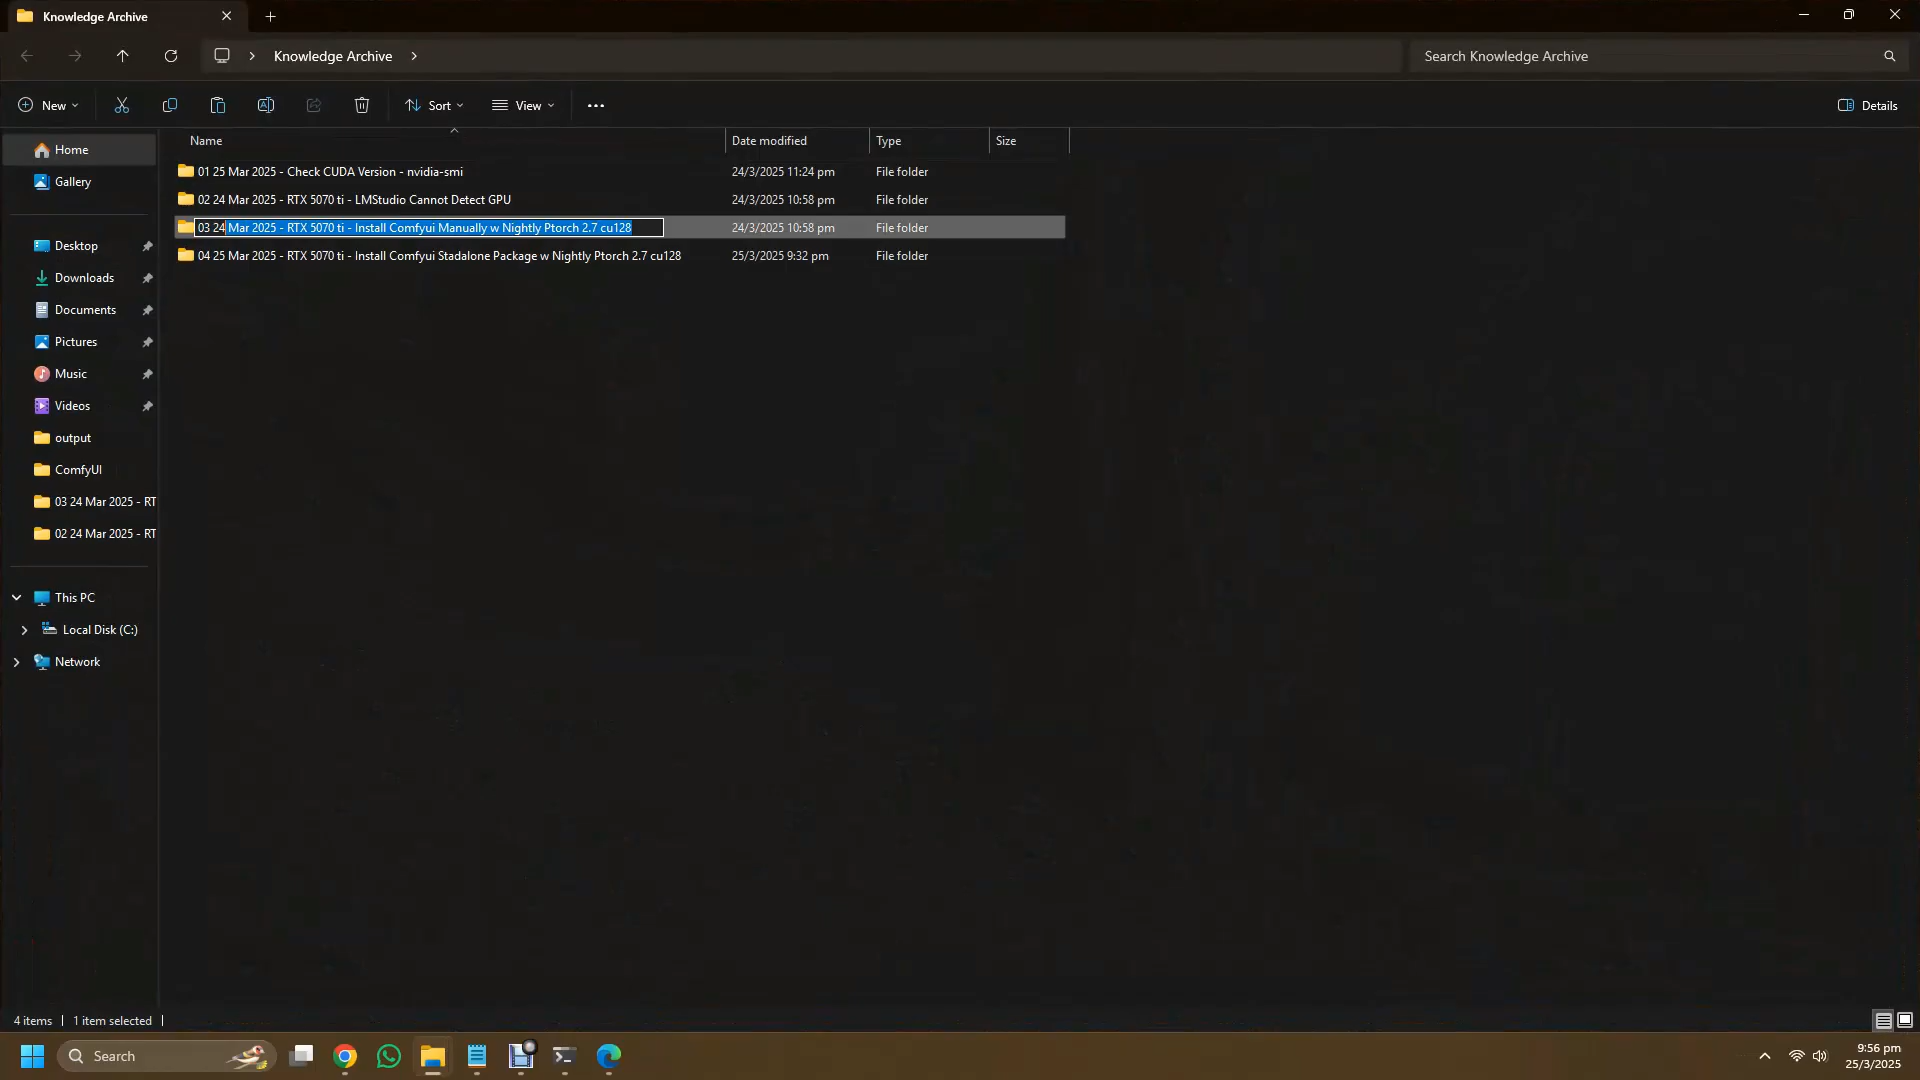 Knowledge Archive
Knowledge Archive
Search Knowledge Archive
New
Sort
View
Details
Name
Date modified
Type
Size
Home
Gallery
Desktop
Downloads
Documents
Pictures
Music
Videos
output
ComfyUI
03 24 Mar 2025 - RT
02 24 Mar 2025 - RT
This PC
Local Disk (C:)
Network
01 25 Mar 2025 - Check CUDA Version - nvidia-smi 24/3/2025 11:24 pm File folder
02 24 Mar 2025 - RTX 5070 ti - LMStudio Cannot Detect GPU 24/3/2025 10:58 pm File folder
03 24 Mar 2025 - RTX 5070 ti - Install Comfyui Manually w Nightly Ptorch 2.7 cu128 24/3/2025 10:58 pm File folder
04 25 Mar 2025 - RTX 5070 ti - Install Comfyui Stadalone Package w Nightly Ptorch 2.7 cu128 25/3/2025 9:32 pm File folder
4 items
1 item selected
Search
9:56 pm
25/3/2025